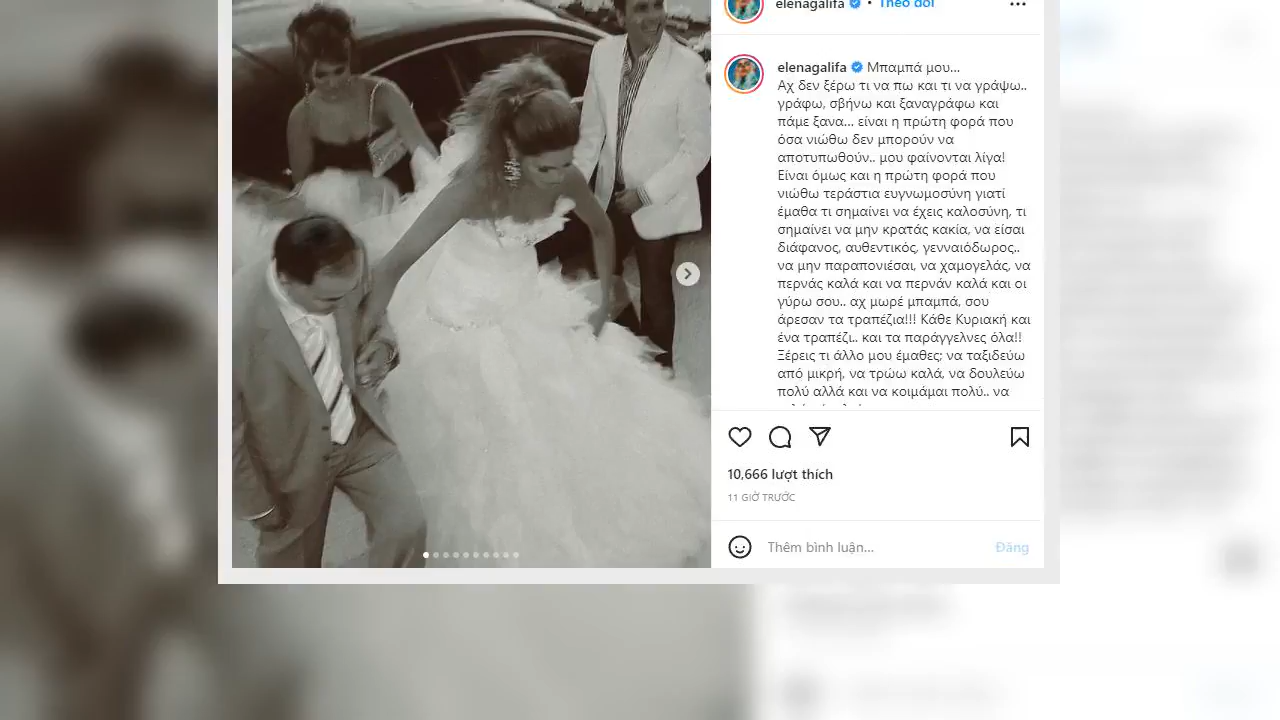 elenagalifa • Theo dõi
elenagalifa Μπαμπά μου...
Αχ δεν ξέρω τι να πω και τι να γράψω..
γράφω, σβήνω και ξαναγράφω και
πάμε ξανα... είναι η πρώτη φορά που
όσα νιώθω δεν μπορούν να
αποτυπωθούν.. μου φαίνονται λίγα!
Είναι όμως και η πρώτη φορά που
νιώθω τεράστια ευγνωμοσύνη γιατί
έμαθα τι σημαίνει να έχεις καλοσύνη, τι
σημαίνει να μην κρατάς κακία, να είσαι
διάφανος, αυθεντικός, γενναιόδωρος..
να μην παραπονιέσαι, να χαμογελάς, να
περνάς καλά και να περνάν καλά και οι
γύρω σου.. αχ μωρέ μπαμπά, σου
άρεσαν τα τραπέζια!!! Κάθε Κυριακή και
ένα τραπέζι.. και τα παράγγελνες όλα!!
Ξέρεις τι άλλο μου έμαθες; να ταξιδεύω
από μικρή, να τρώω καλά, να δουλεύω
πολύ αλλά και να κοιμάμαι πολύ.. να
10,666 lượt thích
11 GIỜ TRƯỚC
Thêm bình luận...
Đăng